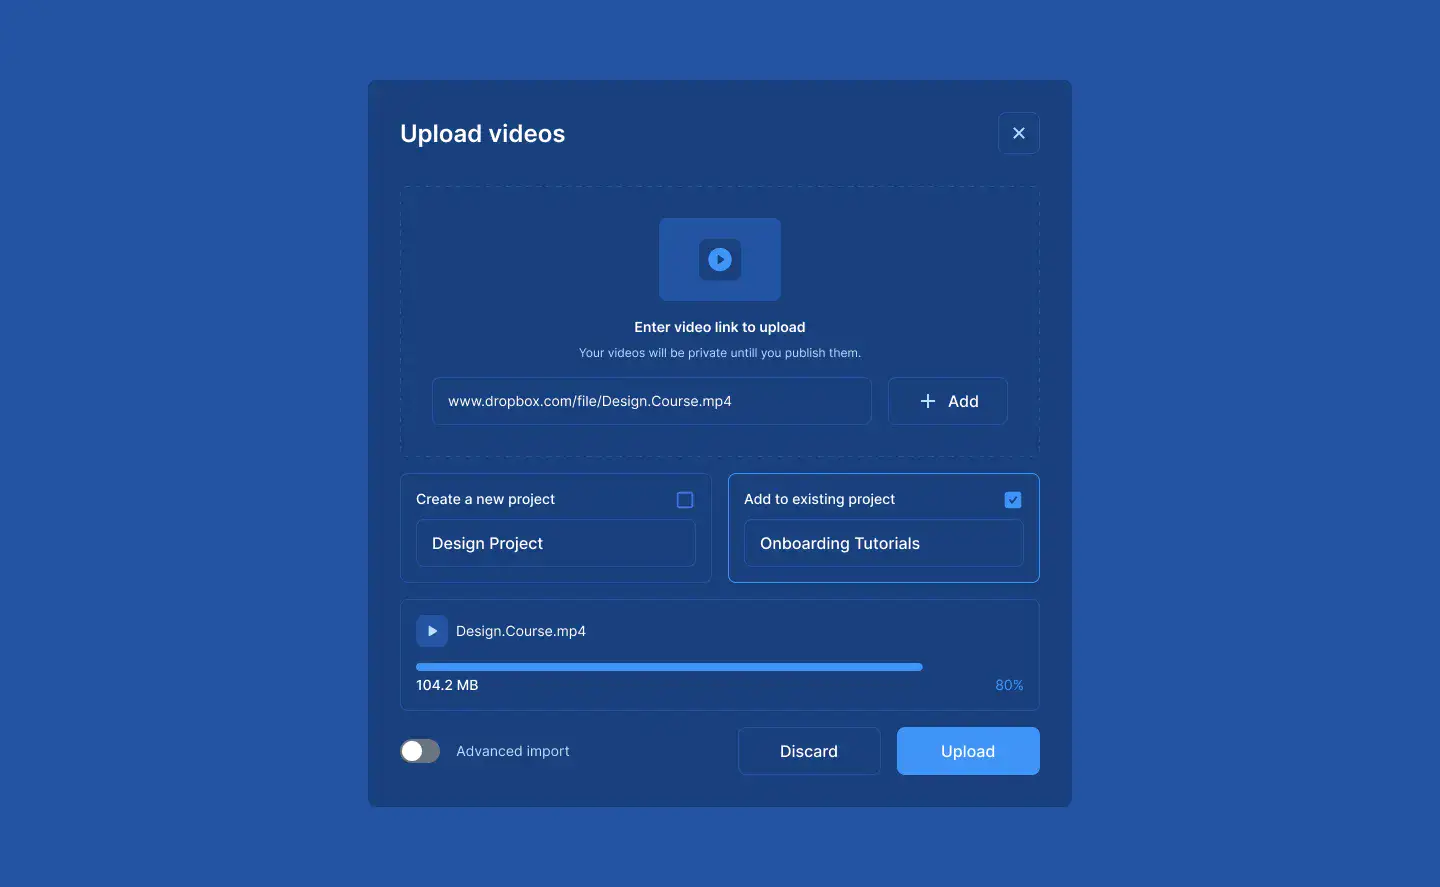 Upload videos
Enter video link to upload
Your videos will be private untill you publish them.
www.dropbox.com/file/Design.Course.mp4
Add
Create a new project
Design Project
Add to existing project
Onboarding Tutorials
Design.Course.mp4
104.2 MB
80%
Advanced import
Discard
Upload